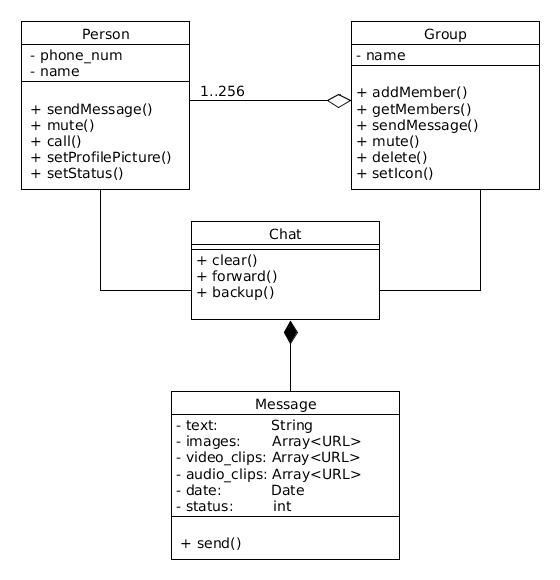 Person
- phone_num
- name
+ sendMessage()
+ mute()
+ call()
+ setProfilePicture()
+ setStatus()
1..256
Group
- name
+ addMember()
+ getMembers()
+ sendMessage()
+ mute()
+ delete()
+ setIcon()
Chat
+ clear()
+ forward()
+ backup()
Message
- text: String
- images: Array<URL>
- video_clips: Array<URL>
- audio_clips: Array<URL>
- date: Date
- status: int
+ send()